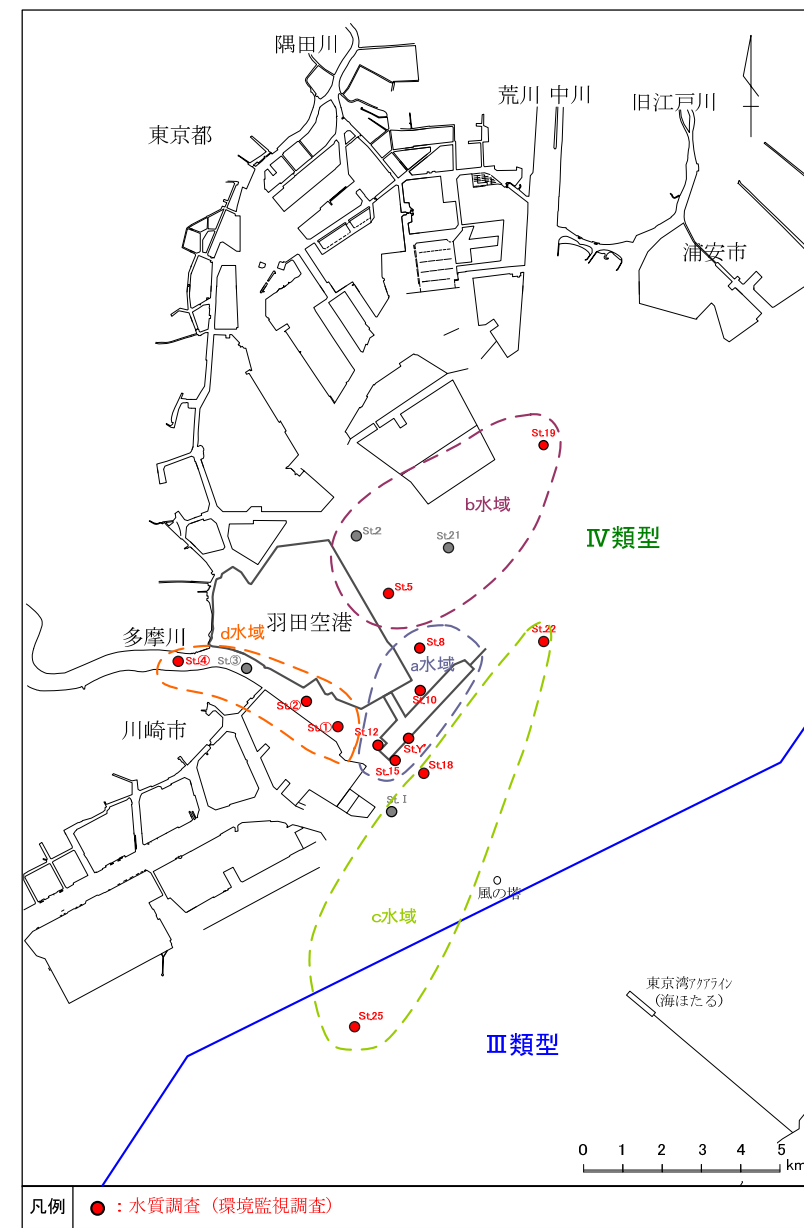 隅田川
荒川 中川
旧江戸川
東京都
浦安市
St.19
b水域
St.2
St.21
Ⅳ類型
St.5
羽田空港
d水域
多摩川
St.22
St.8
a水域
St.④
St.③
St.10
St.②
川崎市
St.①
St.12
St.Y'
St.15
St.18
St.I
風の塔
c水域
東京湾アクアライン
(海ほたる)
St.25
Ⅲ類型
0 1 2 3 4 5
km
凡例
：水質調査（環境監視調査）